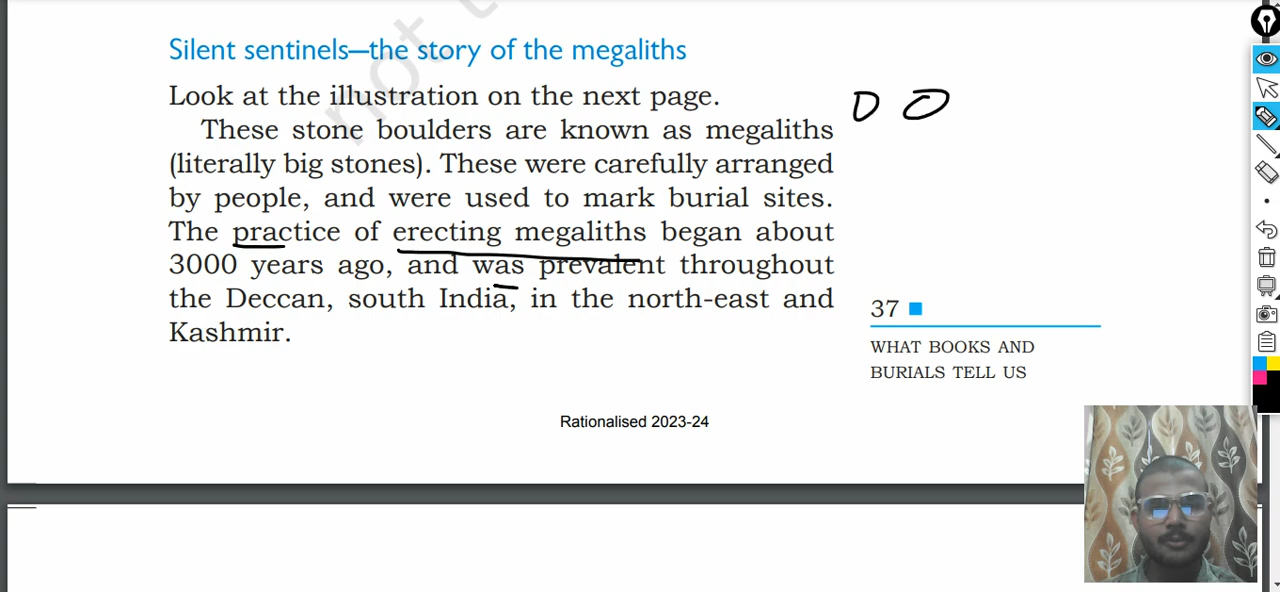 Silent sentinels—the story of the megaliths
Look at the illustration on the next page.
These stone boulders are known as megaliths
(literally big stones). These were carefully arranged
by people, and were used to mark burial sites.
The practice of erecting megaliths began about
3000 years ago, and was prevalent throughout
the Deccan, south India, in the north-east and
Kashmir.
37
WHAT BOOKS AND
BURIALS TELL US
Rationalised 2023-24
not t